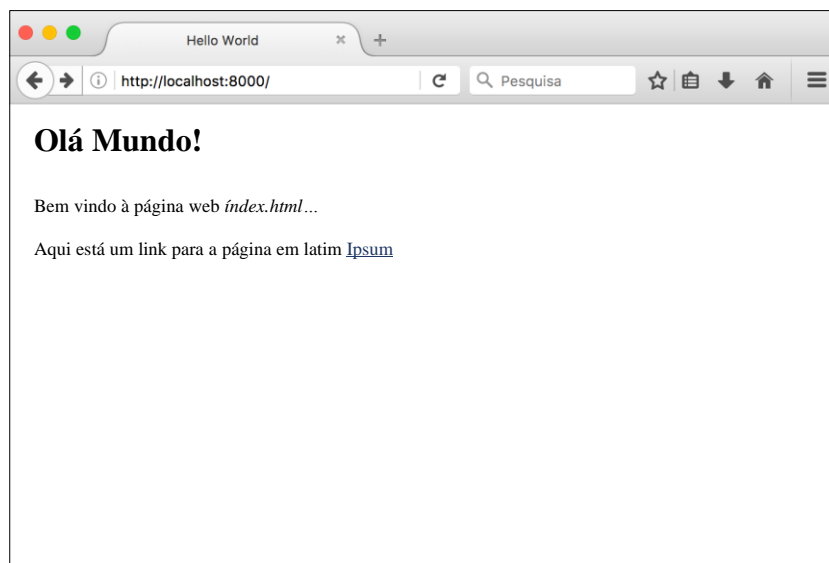 Hello World
http://localhost:8000/
Pesquisa
Olá Mundo!
Bem vindo à página web índex.html…
Aqui está um link para a página em latim Ipsum